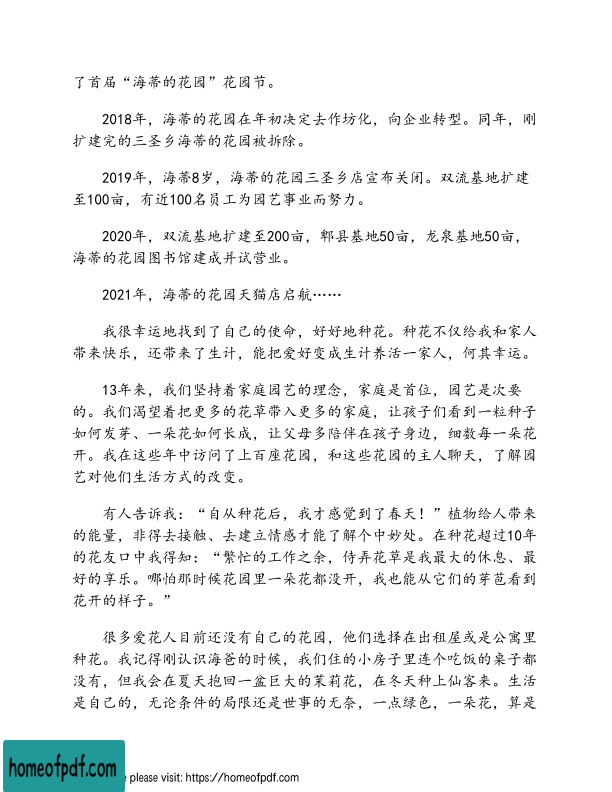 了首届“海蒂的花园”花园节。
2018年，海蒂的花园在年初决定去作坊化，向企业转型。同年，刚
扩建完的三圣乡海蒂的花园被拆除。
2019年，海蒂8岁，海蒂的花园三圣乡店宣布关闭。双流基地扩建
至100亩，有近100名员工为园艺事业而努力。
2020年，双流基地扩建至200亩，郫县基地50亩，龙泉基地50亩，
海蒂的花园图书馆建成并试营业。
2021年，海蒂的花园天猫店启航……
我很幸运地找到了自己的使命，好好地种花。种花不仅给我和家人
带来快乐，还带来了生计，能把爱好变成生计养活一家人，何其幸运。
13年来，我们坚持着家庭园艺的理念，家庭是首位，园艺是次要
的。我们渴望着把更多的花草带入更多的家庭，让孩子们看到一粒种子
如何发芽、一朵花如何长成，让父母多陪伴在孩子身边，细数每一朵花
开。我在这些年中访问了上百座花园，和这些花园的主人聊天，了解园
艺对他们生活方式的改变。
有人告诉我：“自从种花后，我才感觉到了春天！”植物给人带来
的能量，非得去接触、去建立情感才能了解个中妙处。在种花超过10年
的花友口中我得知：“繁忙的工作之余，侍弄花草是我最大的休息、最
好的享乐。哪怕那时候花园里一朵花都没开，我也能从它们的芽苞看到
花开的样子。”
很多爱花人目前还没有自己的花园，他们选择在出租屋或是公寓里
种花。我记得刚认识海爸的时候，我们住的小房子里连个吃饭的桌子都
没有，但我会在夏天抱回一盆巨大的茉莉花，在冬天种上仙客来。生活
是自己的，无论条件的局限还是世事的无奈，一点绿色，一朵花，算是
homeofpdf.com
please visit: https://homeofpdf.com